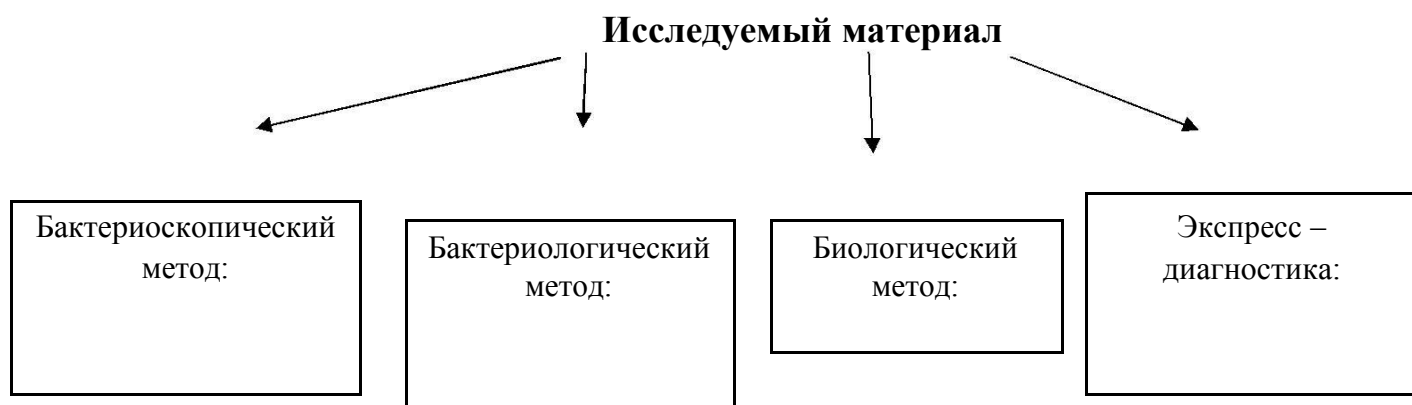 Исследуемый материал
Бактериоскопический
метод:
Бактериологический
метод:
Биологический
метод:
Экспресс –
диагностика: